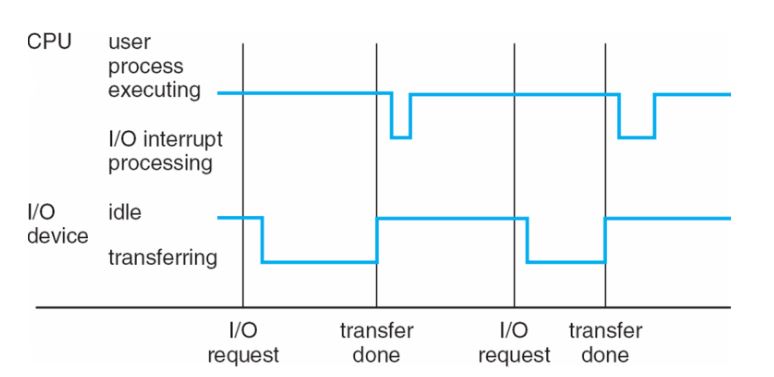 CPU
user
process
executing
I/O interrupt
processing
I/O
device
idle
transferring
I/O
request
transfer
done
I/O
request
transfer
done